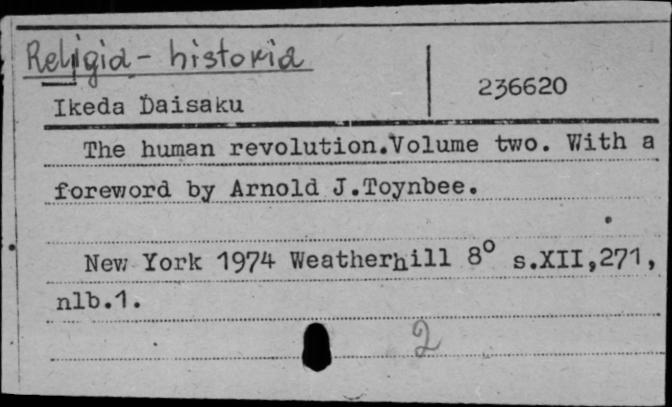 Religia - historia
236620
Ikeda Daisaku
The human revolution.Volume two. With a
foreword by Arnold J.Toynbee.
New York 1974 Weatherhill 8° s.XII,271,
nlb.1.
2